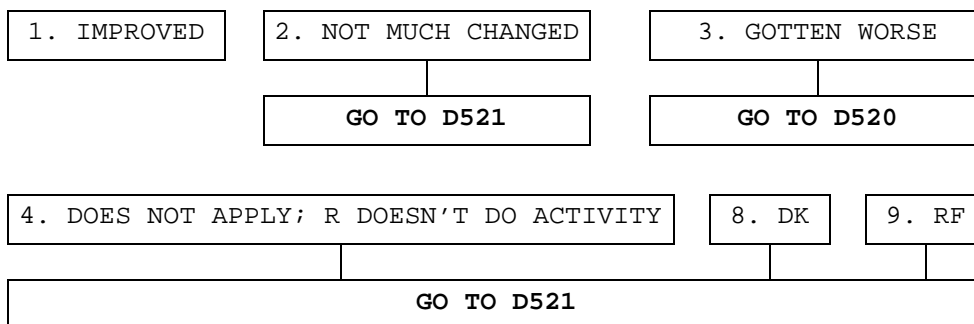 1. IMPROVED 2. NOT MUCH CHANGED 3. GOTTEN WORSE
GO TO D521 GO TO D520
4. DOES NOT APPLY; R DOESN'T DO ACTIVITY 8. DK 9. RF
GO TO D521